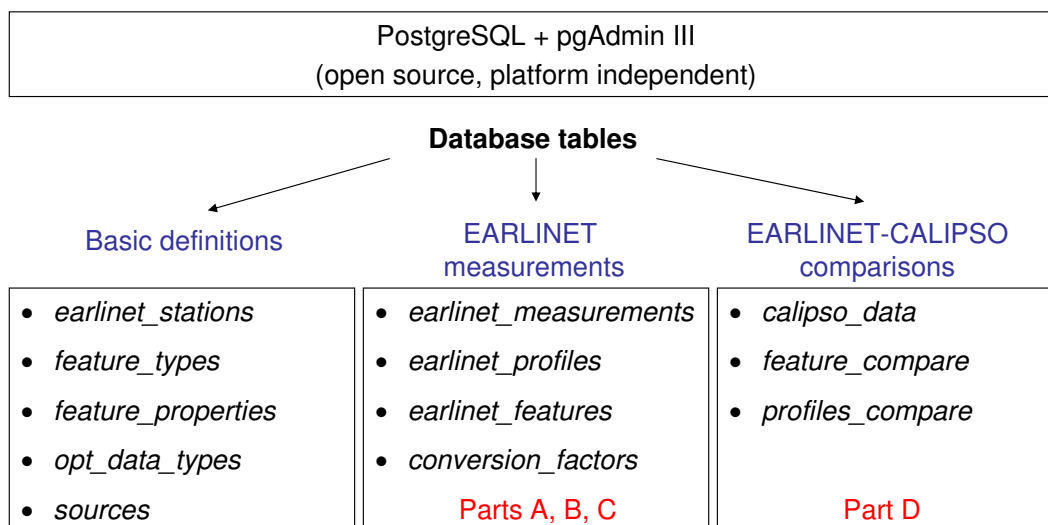 PostgreSQL + pgAdmin III
(open source, platform independent)
Database tables
Basic definitions
• earlinet_stations
• feature_types
• feature_properties
• opt_data_types
• sources
EARLINET
measurements
• earlinet_measurements
• earlinet_profiles
• earlinet_features
• conversion_factors
Parts A, B, C
EARLINET-CALIPSO
comparisons
• calipso_data
• feature_compare
• profiles_compare
Part D